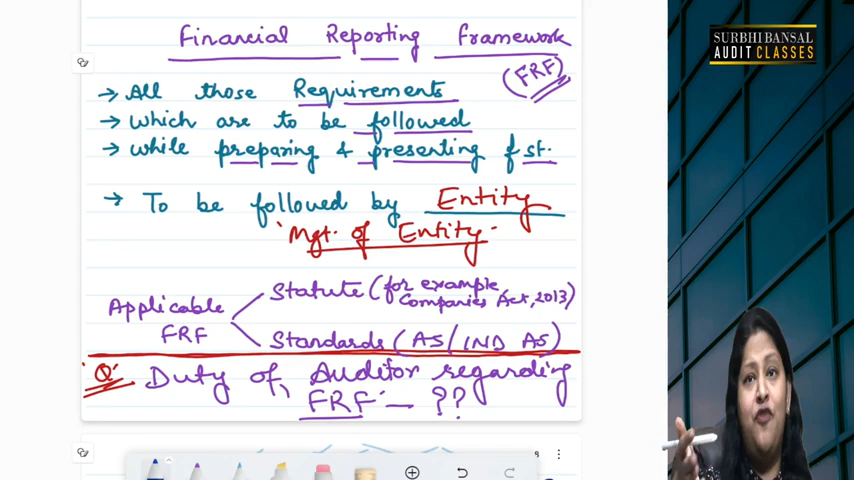 SURBHI BANSAL
AUDIT CLASSES
Financial Reporting Framework
(FRF)
→ All those Requirements
→ which are to be followed
→ while preparing & presenting f st.
→ To be followed by Entity
'Mgt. of Entity'
Applicable FRF
Statute (for example Companies Act, 2013)
Standards (AS/IND AS)
'Q' Duty of, Auditor regarding
FRF — ??
8